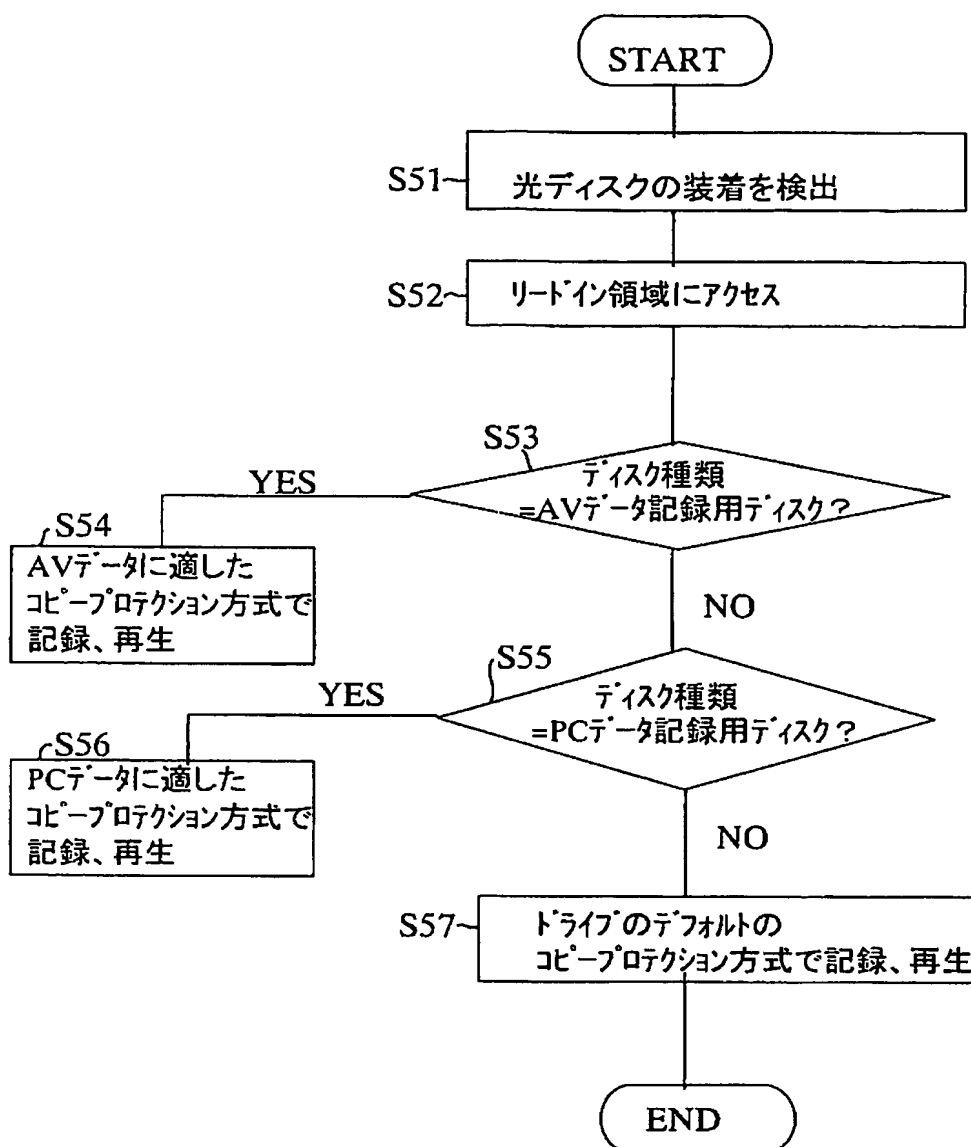 START
S51
光ディスクの装着を検出
S52
リードイン領域にアクセス
S53
ディスク種類
=AVデータ記録用ディスク?
YES
NO
S54
AVデータに適した
コピープロテクション方式で
記録、再生
S55
ディスク種類
=PCデータ記録用ディスク?
YES
NO
S56
PCデータに適した
コピープロテクション方式で
記録、再生
S57
ドライブのデフォルトの
コピープロテクション方式で記録、再生
END